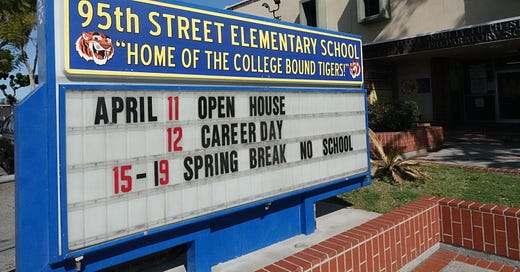 95th STREET ELEMENTARY SCHOOL
"HOME OF THE COLLEGE BOUND TIGERS!"
APRIL 11 OPEN HOUSE
12 CAREER DAY
15-19 SPRING BREAK NO SCHOOL